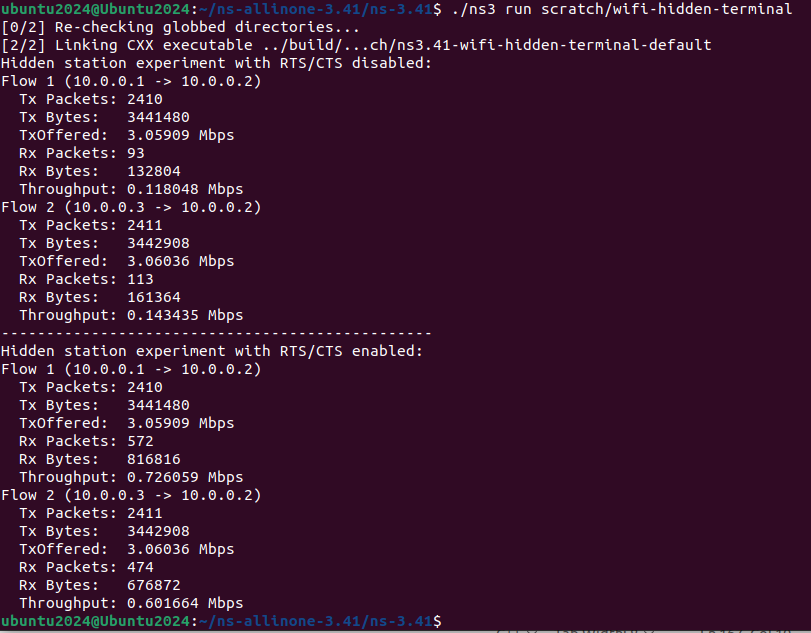 ubuntu2024@Ubuntu2024:~/ns-allinone-3.41/ns-3.41$ ./ns3 run scratch/wifi-hidden-terminal
[0/2] Re-checking globbed directories...
[2/2] Linking CXX executable ../build/...ch/ns3.41-wifi-hidden-terminal-default
Hidden station experiment with RTS/CTS disabled:
Flow 1 (10.0.0.1 -> 10.0.0.2)
  Tx Packets: 2410
  Tx Bytes:   3441480
  TxOffered:  3.05909 Mbps
  Rx Packets: 93
  Rx Bytes:   132804
  Throughput: 0.118048 Mbps
Flow 2 (10.0.0.3 -> 10.0.0.2)
  Tx Packets: 2411
  Tx Bytes:   3442908
  TxOffered:  3.06036 Mbps
  Rx Packets: 113
  Rx Bytes:   161364
  Throughput: 0.143435 Mbps
------------------------------------------------
Hidden station experiment with RTS/CTS enabled:
Flow 1 (10.0.0.1 -> 10.0.0.2)
  Tx Packets: 2410
  Tx Bytes:   3441480
  TxOffered:  3.05909 Mbps
  Rx Packets: 572
  Rx Bytes:   816816
  Throughput: 0.726059 Mbps
Flow 2 (10.0.0.3 -> 10.0.0.2)
  Tx Packets: 2411
  Tx Bytes:   3442908
  TxOffered:  3.06036 Mbps
  Rx Packets: 474
  Rx Bytes:   676872
  Throughput: 0.601664 Mbps
ubuntu2024@Ubuntu2024:~/ns-allinone-3.41/ns-3.41$